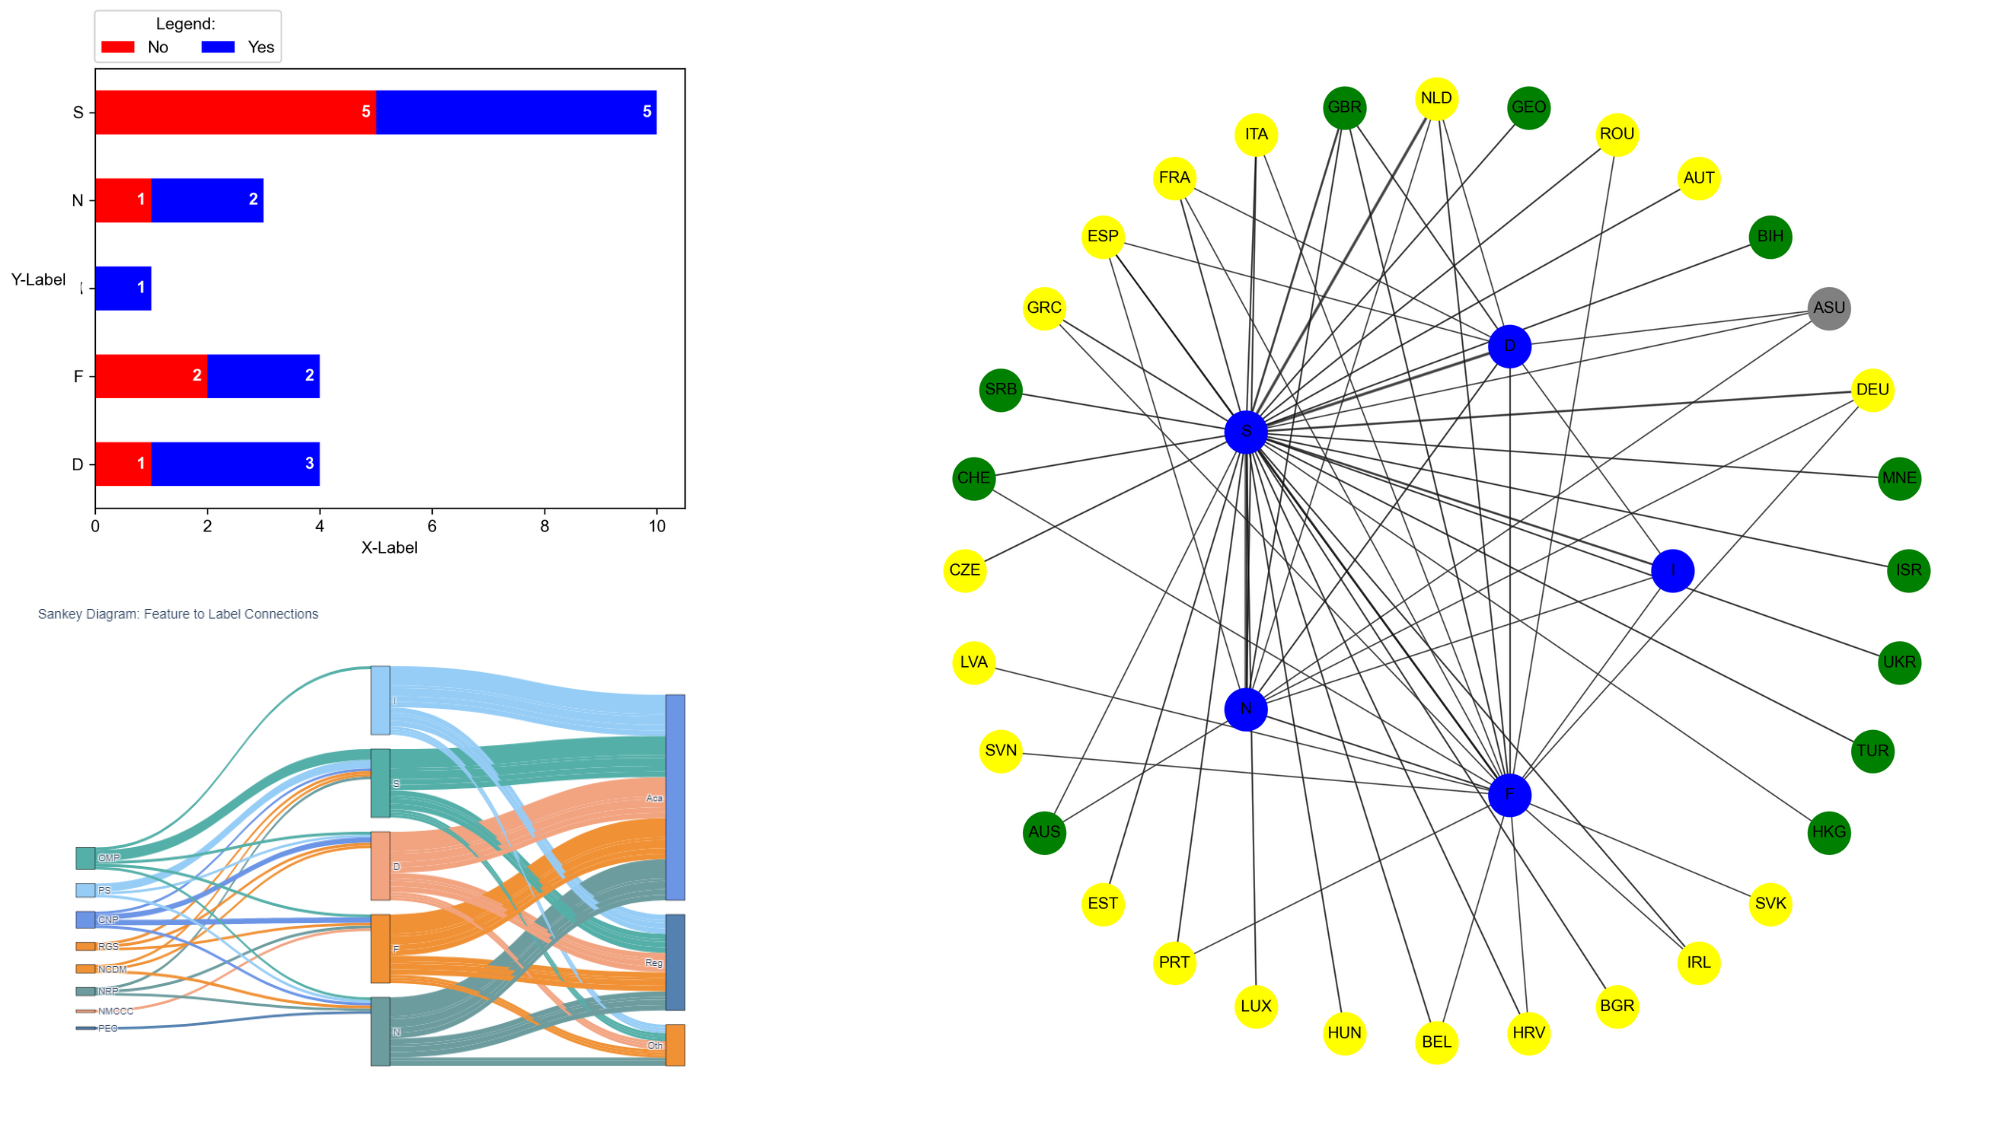 Legend:
No Yes
S 5 5
N 1 2
Y-Label
I 1
F 2 2
D 1 3
0 2 4 6 8 10
X-Label
Sankey Diagram: Feature to Label Connections
I
S
Aca
OMP
D
PS
CNP
RGS
F
Reg
NCDM
NRP
NMCCC
PEO
N
Oth
NLD
GBR
GEO
ITA
ROU
FRA
AUT
ESP
BIH
GRC
ASU
D
SRB
DEU
S
CHE
MNE
CZE
I
ISR
LVA
UKR
N
SVN
TUR
F
AUS
HKG
EST
SVK
PRT
IRL
LUX
BGR
HUN
HRV
BEL